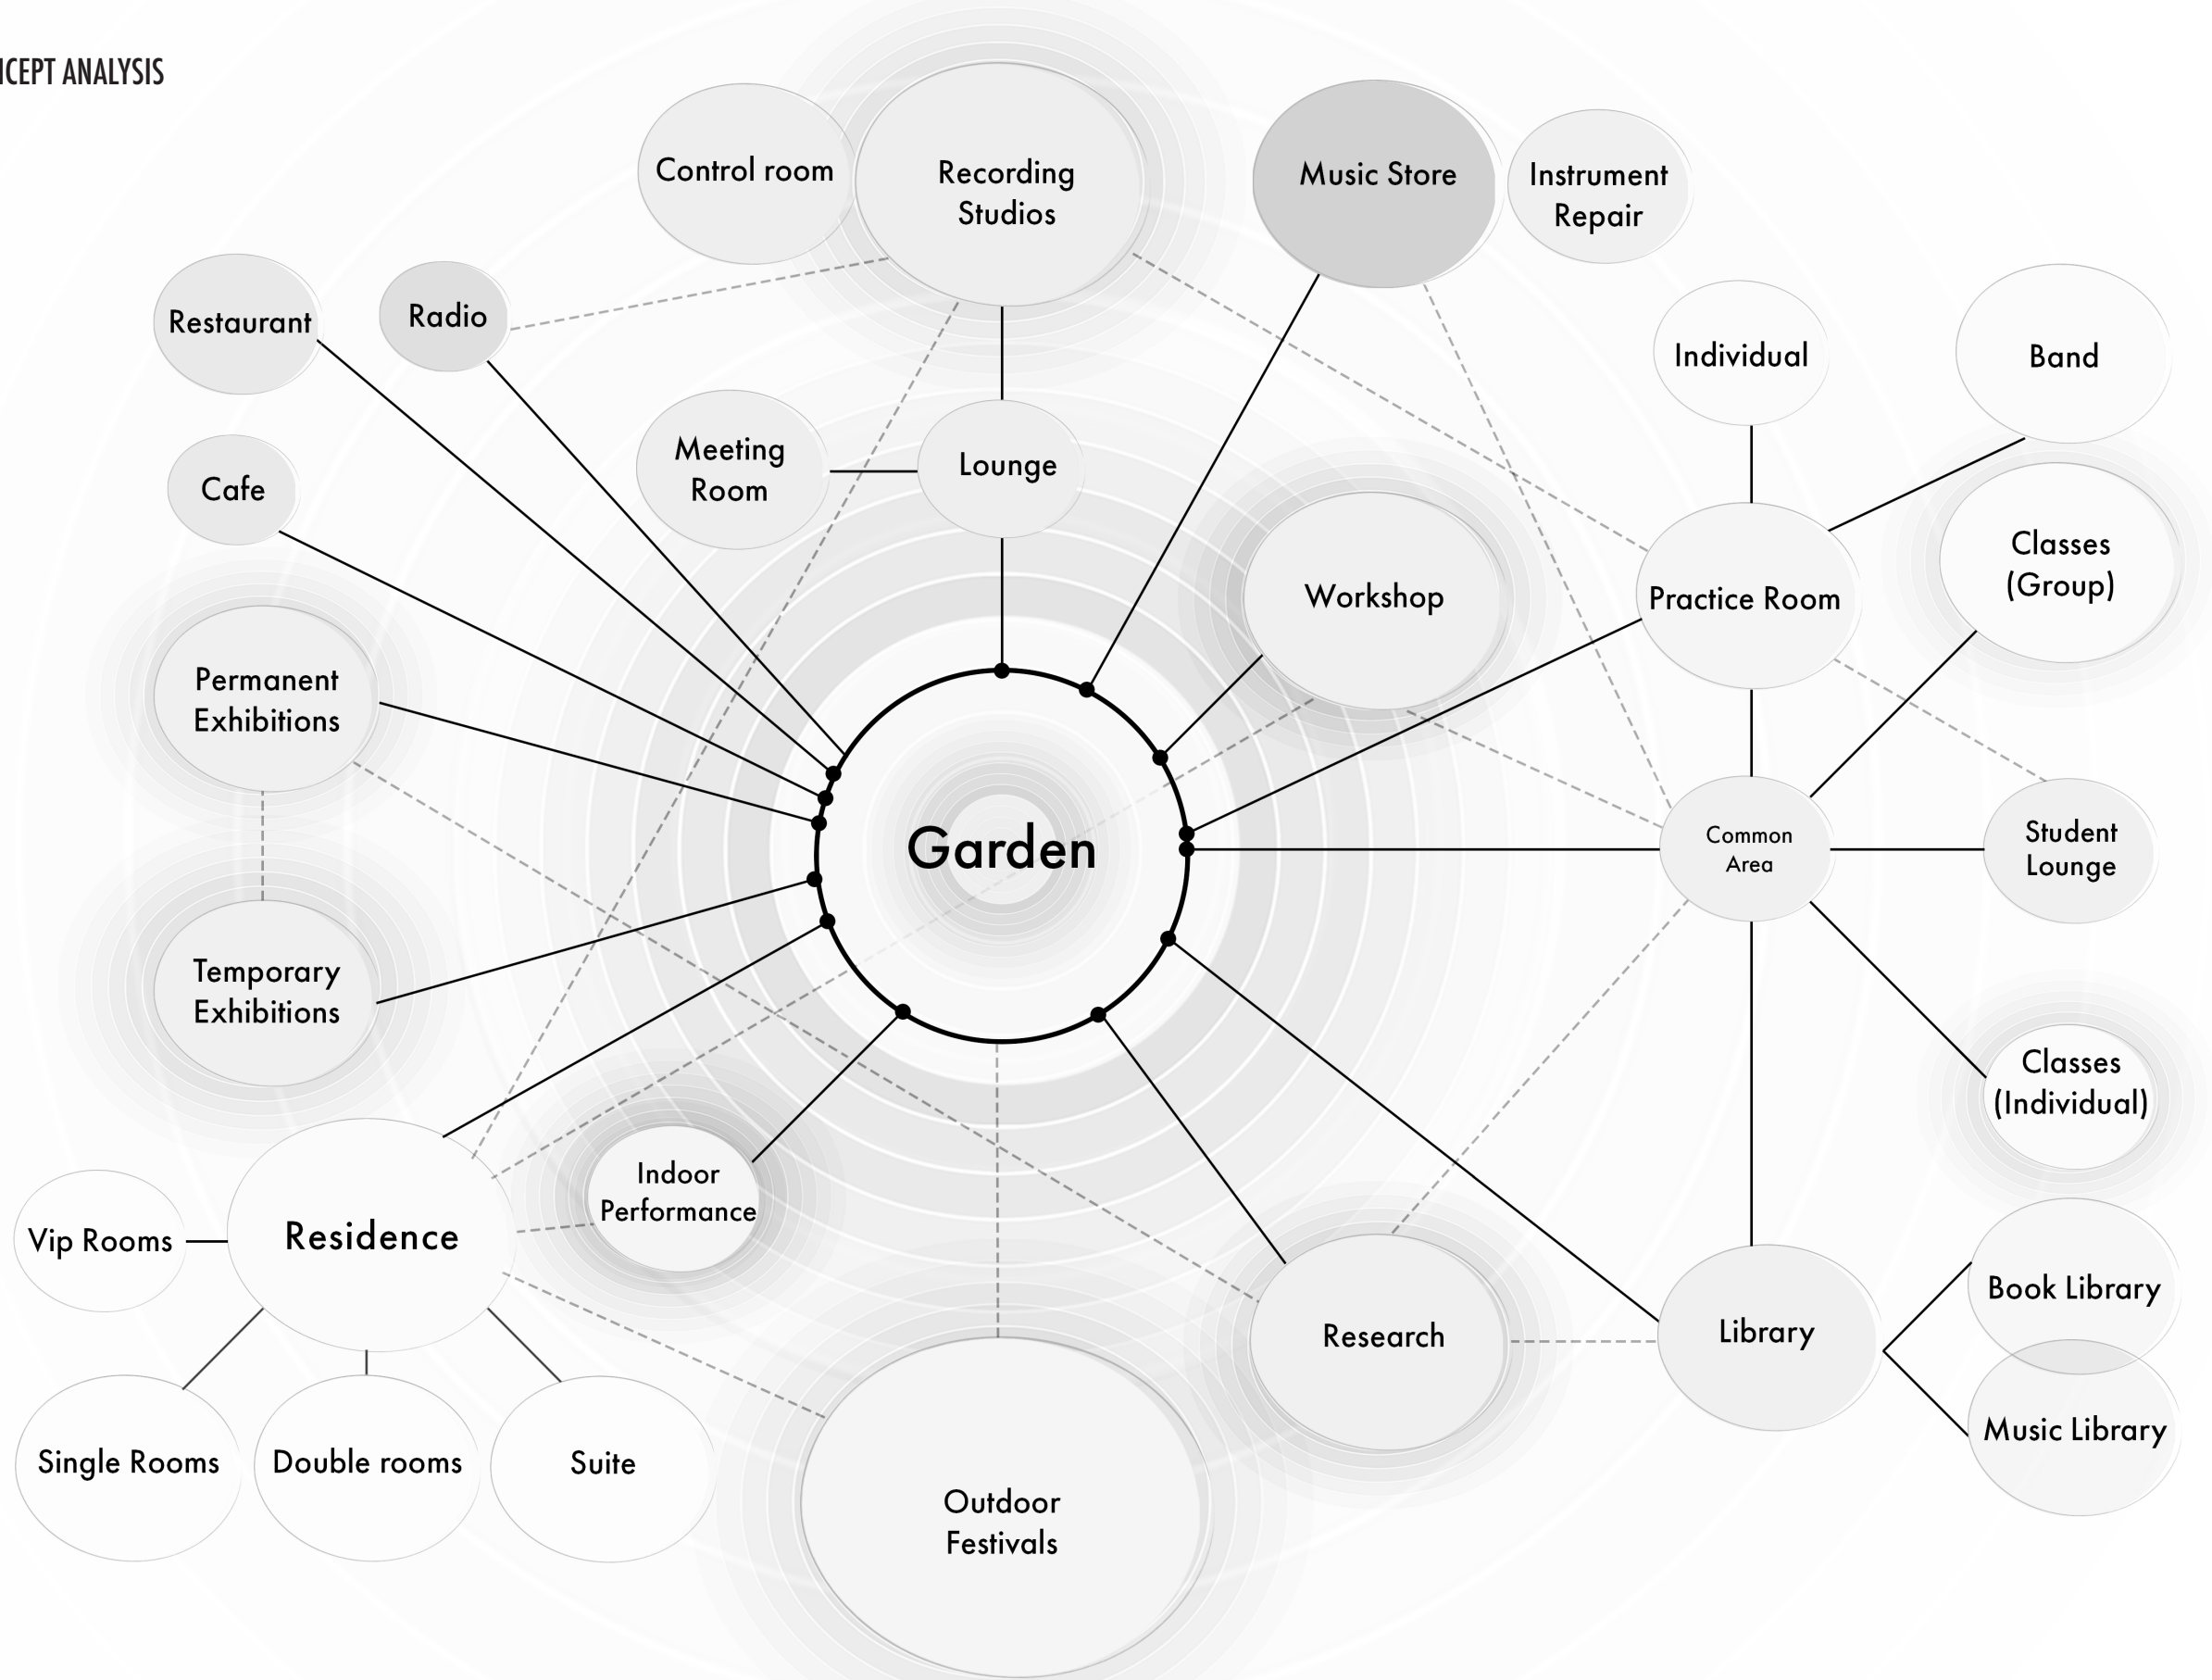 NCEPT ANALYSIS
Control room
Recording
Studios
Music Store
Instrument
Repair
Restaurant
Radio
Individual
Band
Meeting
Room
Lounge
Cafe
Classes
(Group)
Workshop
Practice Room
Permanent
Exhibitions
Garden
Common
Area
Student
Lounge
Temporary
Exhibitions
Classes
(Individual)
Indoor
Performance
Vip Rooms
Residence
Book Library
Research
Library
Music Library
Single Rooms
Double rooms
Suite
Outdoor
Festivals